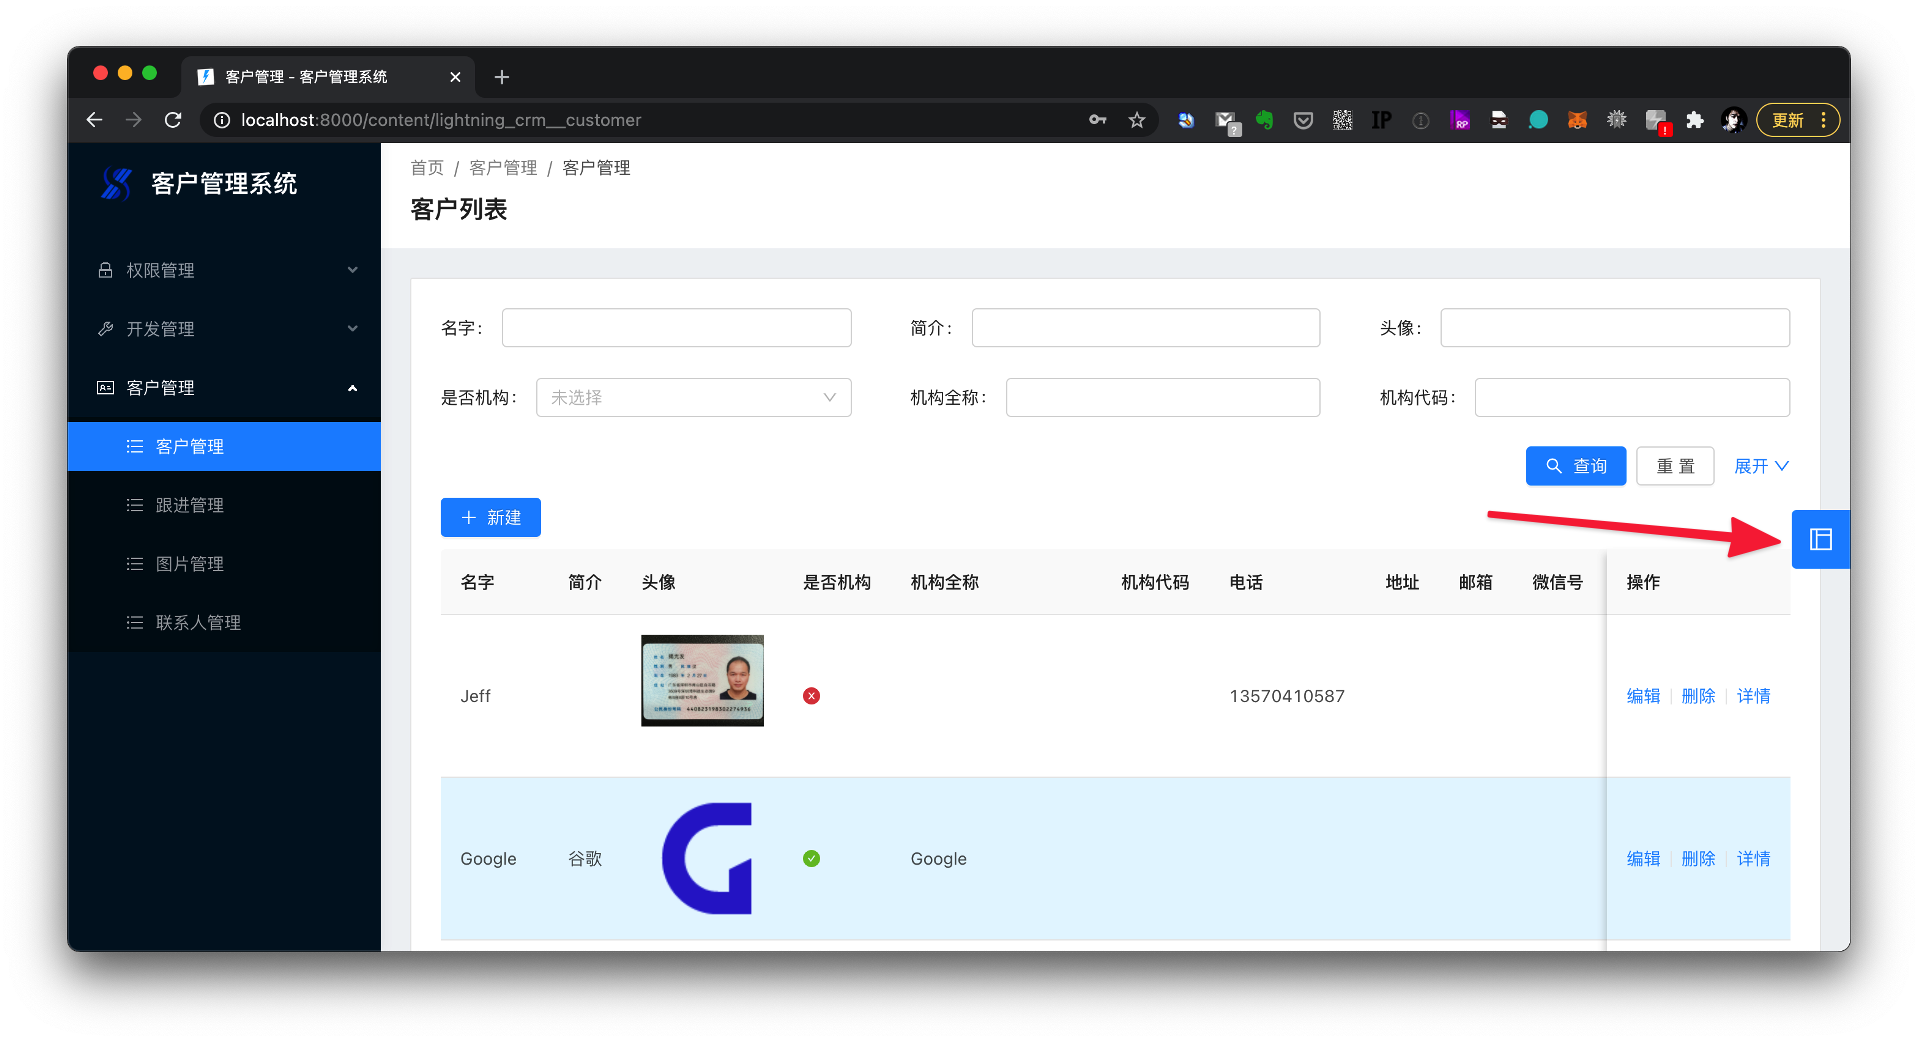 客户管理 - 客户管理系统
localhost:8000/content/lightning_crm__customer
IP
RP
更新
客户管理系统
首页 / 客户管理 / 客户管理
客户列表
权限管理
开发管理
客户管理
客户管理
跟进管理
图片管理
联系人管理
名字:
简介:
头像:
是否机构: 未选择
机构全称:
机构代码:
查询 重 置 展开
新建
名字 简介 头像 是否机构 机构全称 机构代码 电话 地址 邮箱 微信号 操作
Jeff 13570410587 编辑 删除 详情
Google 谷歌 Google 编辑 删除 详情